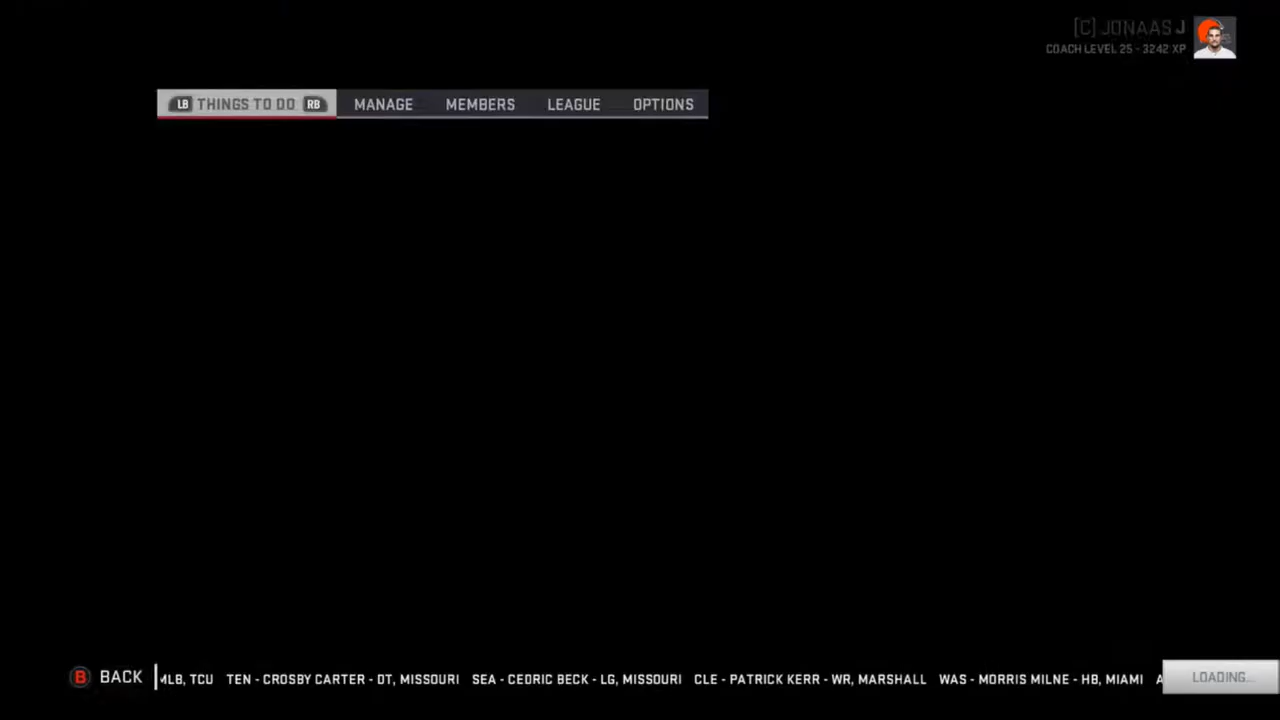 [C] JONAAS J
COACH LEVEL 25 - 3242 XP
LB THINGS TO DO RB MANAGE MEMBERS LEAGUE OPTIONS
B BACK MLB, TCU TEN - CROSBY CARTER - DT, MISSOURI SEA - CEDRIC BECK - LG, MISSOURI CLE - PATRICK KERR - WR, MARSHALL WAS - MORRIS MILNE - HB, MIAMI LOADING...